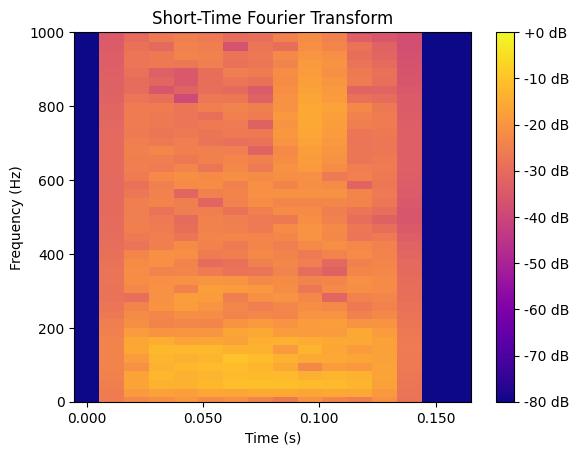 Short-Time Fourier Transform
1000
800
600
400
200
0
Frequency (Hz)
0.000
0.050
0.100
0.150
Time (s)
+0 dB
-10 dB
-20 dB
-30 dB
-40 dB
-50 dB
-60 dB
-70 dB
-80 dB